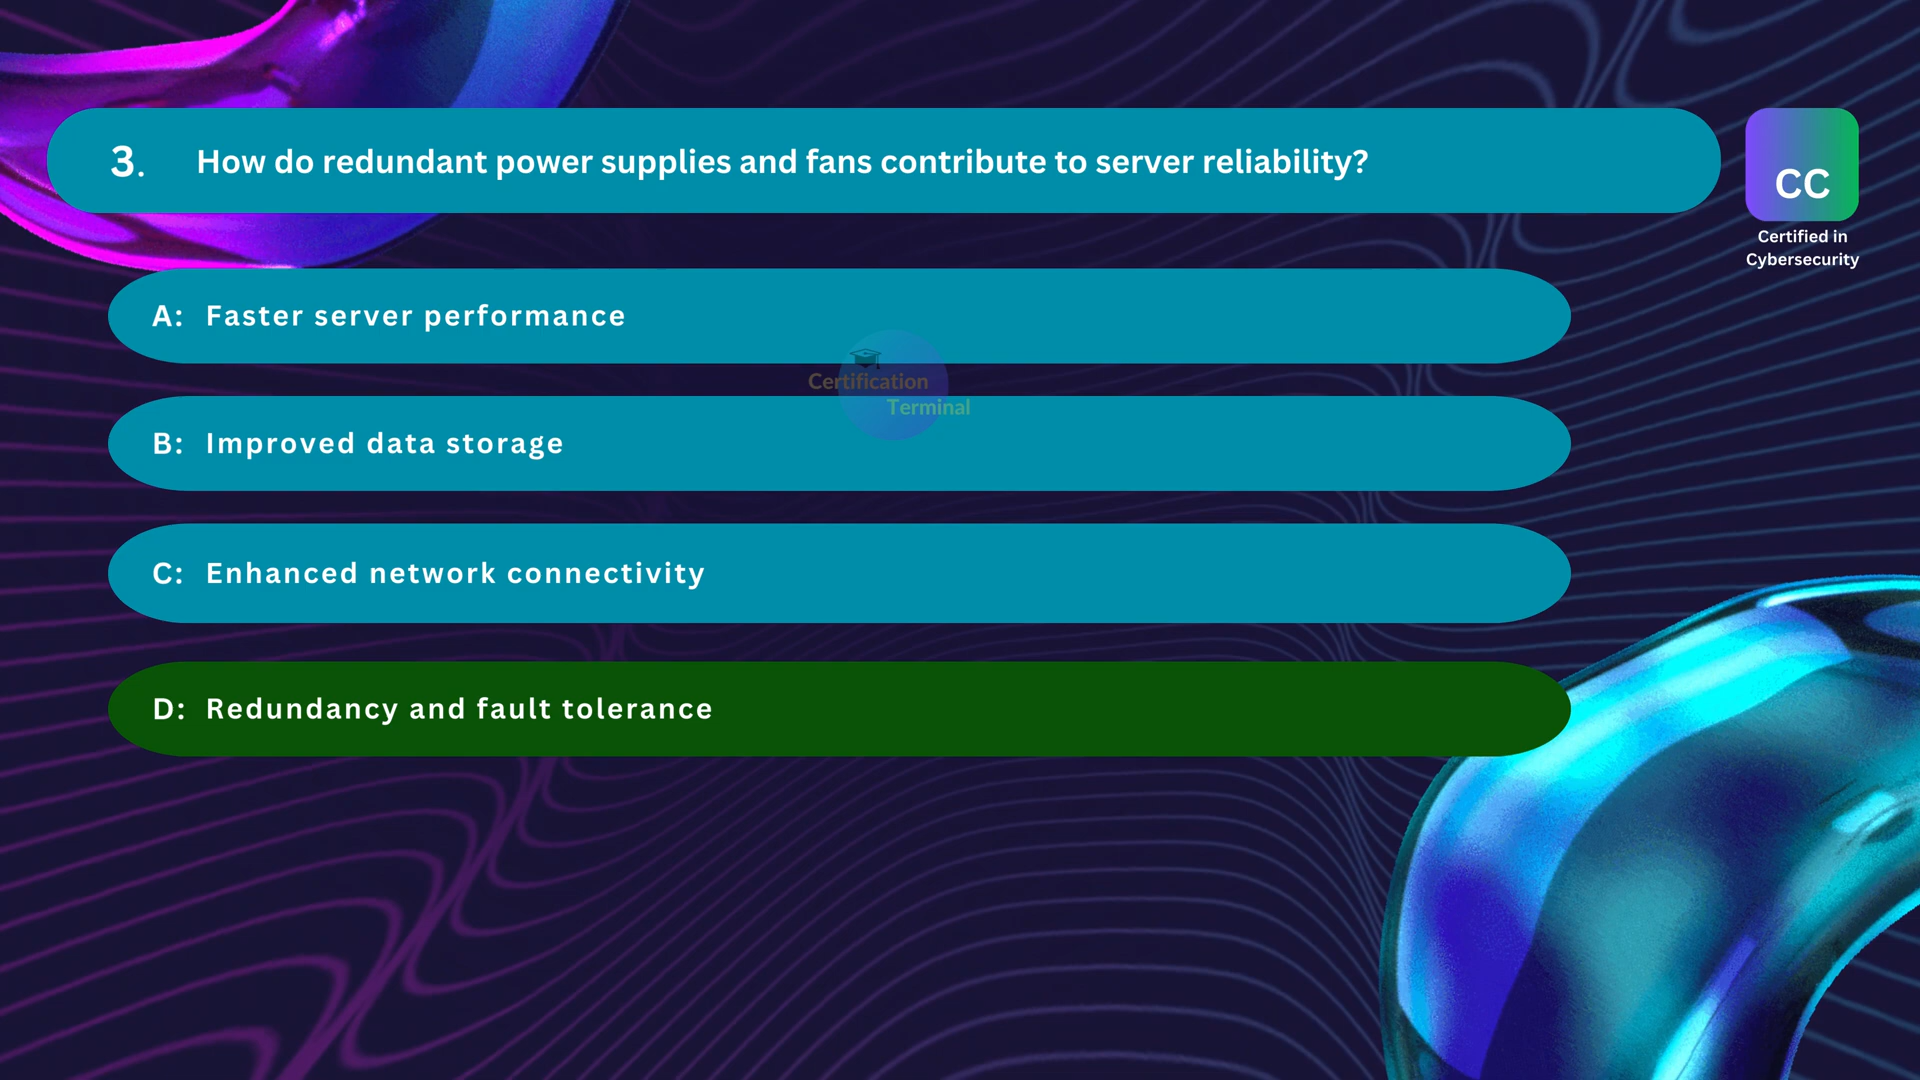 3. How do redundant power supplies and fans contribute to server reliability?
CC
Certified in
Cybersecurity
A: Faster server performance
Certification
Terminal
B: Improved data storage
C: Enhanced network connectivity
D: Redundancy and fault tolerance